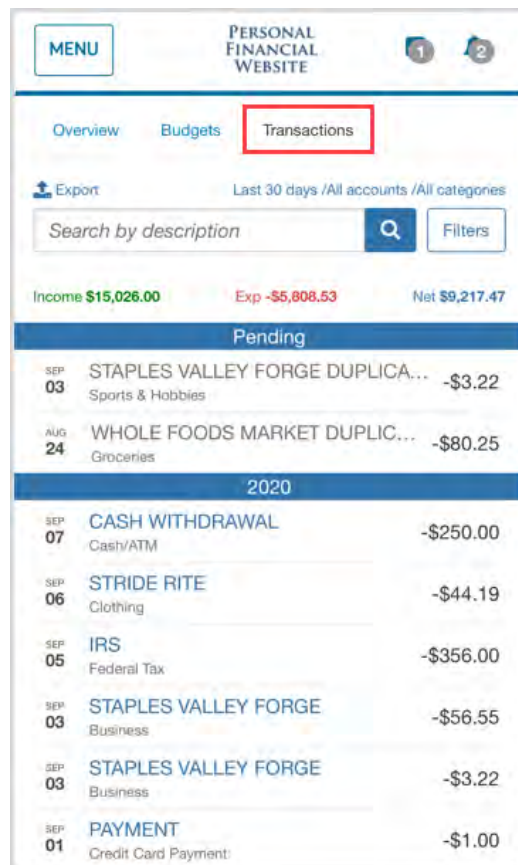 MENU
PERSONAL
FINANCIAL
WEBSITE
1
2
Overview Budgets Transactions
Export Last 30 days /All accounts /All categories
Search by description Filters
Income $15,026.00 Exp -$5,808.53 Net $9,217.47
Pending
SEP
03
STAPLES VALLEY FORGE DUPLICA...
Sports & Hobbies
-$3.22
AUG
24
WHOLE FOODS MARKET DUPLIC...
Groceries
-$80.25
2020
SEP
07
CASH WITHDRAWAL
Cash/ATM
-$250.00
SEP
06
STRIDE RITE
Clothing
-$44.19
SEP
05
IRS
Federal Tax
-$356.00
SEP
03
STAPLES VALLEY FORGE
Business
-$56.55
SEP
03
STAPLES VALLEY FORGE
Business
-$3.22
SEP
01
PAYMENT
Credit Card Payment
-$1.00